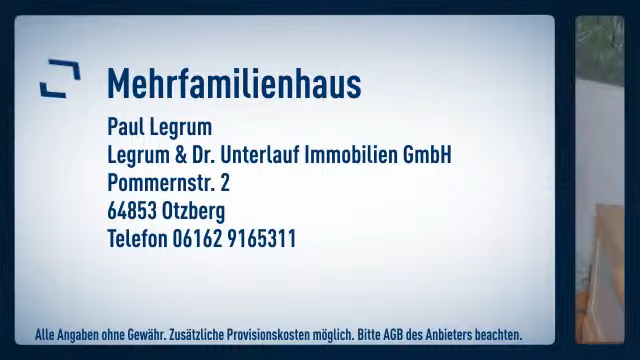 Mehrfamilienhaus
Paul Legrum
Legrum & Dr. Unterlauf Immobilien GmbH
Pommernstr. 2
64853 Otzberg
Telefon 06162 9165311
Alle Angaben ohne Gewähr. Zusätzliche Provisionskosten möglich. Bitte AGB des Anbieters beachten.